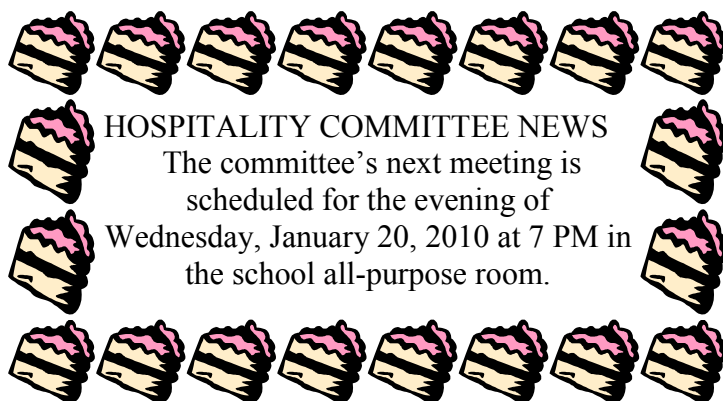 HOSPITALITY COMMITTEE NEWS
The committee’s next meeting is
scheduled for the evening of
Wednesday, January 20, 2010 at 7 PM in
the school all-purpose room.